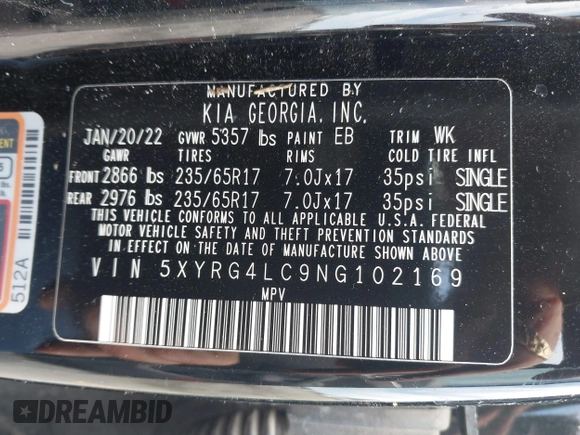 MANUFACTURED BY
KIA GEORGIA, INC.
JAN/20/22 GVWR 5357 lbs PAINT EB TRIM WK
GAWR TIRES RIMS COLD TIRE INFL
FRONT 2866 lbs 235/65R17 7.0Jx17 35psi SINGLE
REAR 2976 lbs 235/65R17 7.0Jx17 35psi SINGLE
THIS VEHICLE CONFORMS TO ALL APPLICABLE U.S.A. FEDERAL
MOTOR VEHICLE SAFETY AND THEFT PREVENTION STANDARDS
IN EFFECT ON THE DATE OF MANUFACTURE SHOWN ABOVE
VIN 5XYRG4LC9NG102169
MPV
512A
DREAMBID